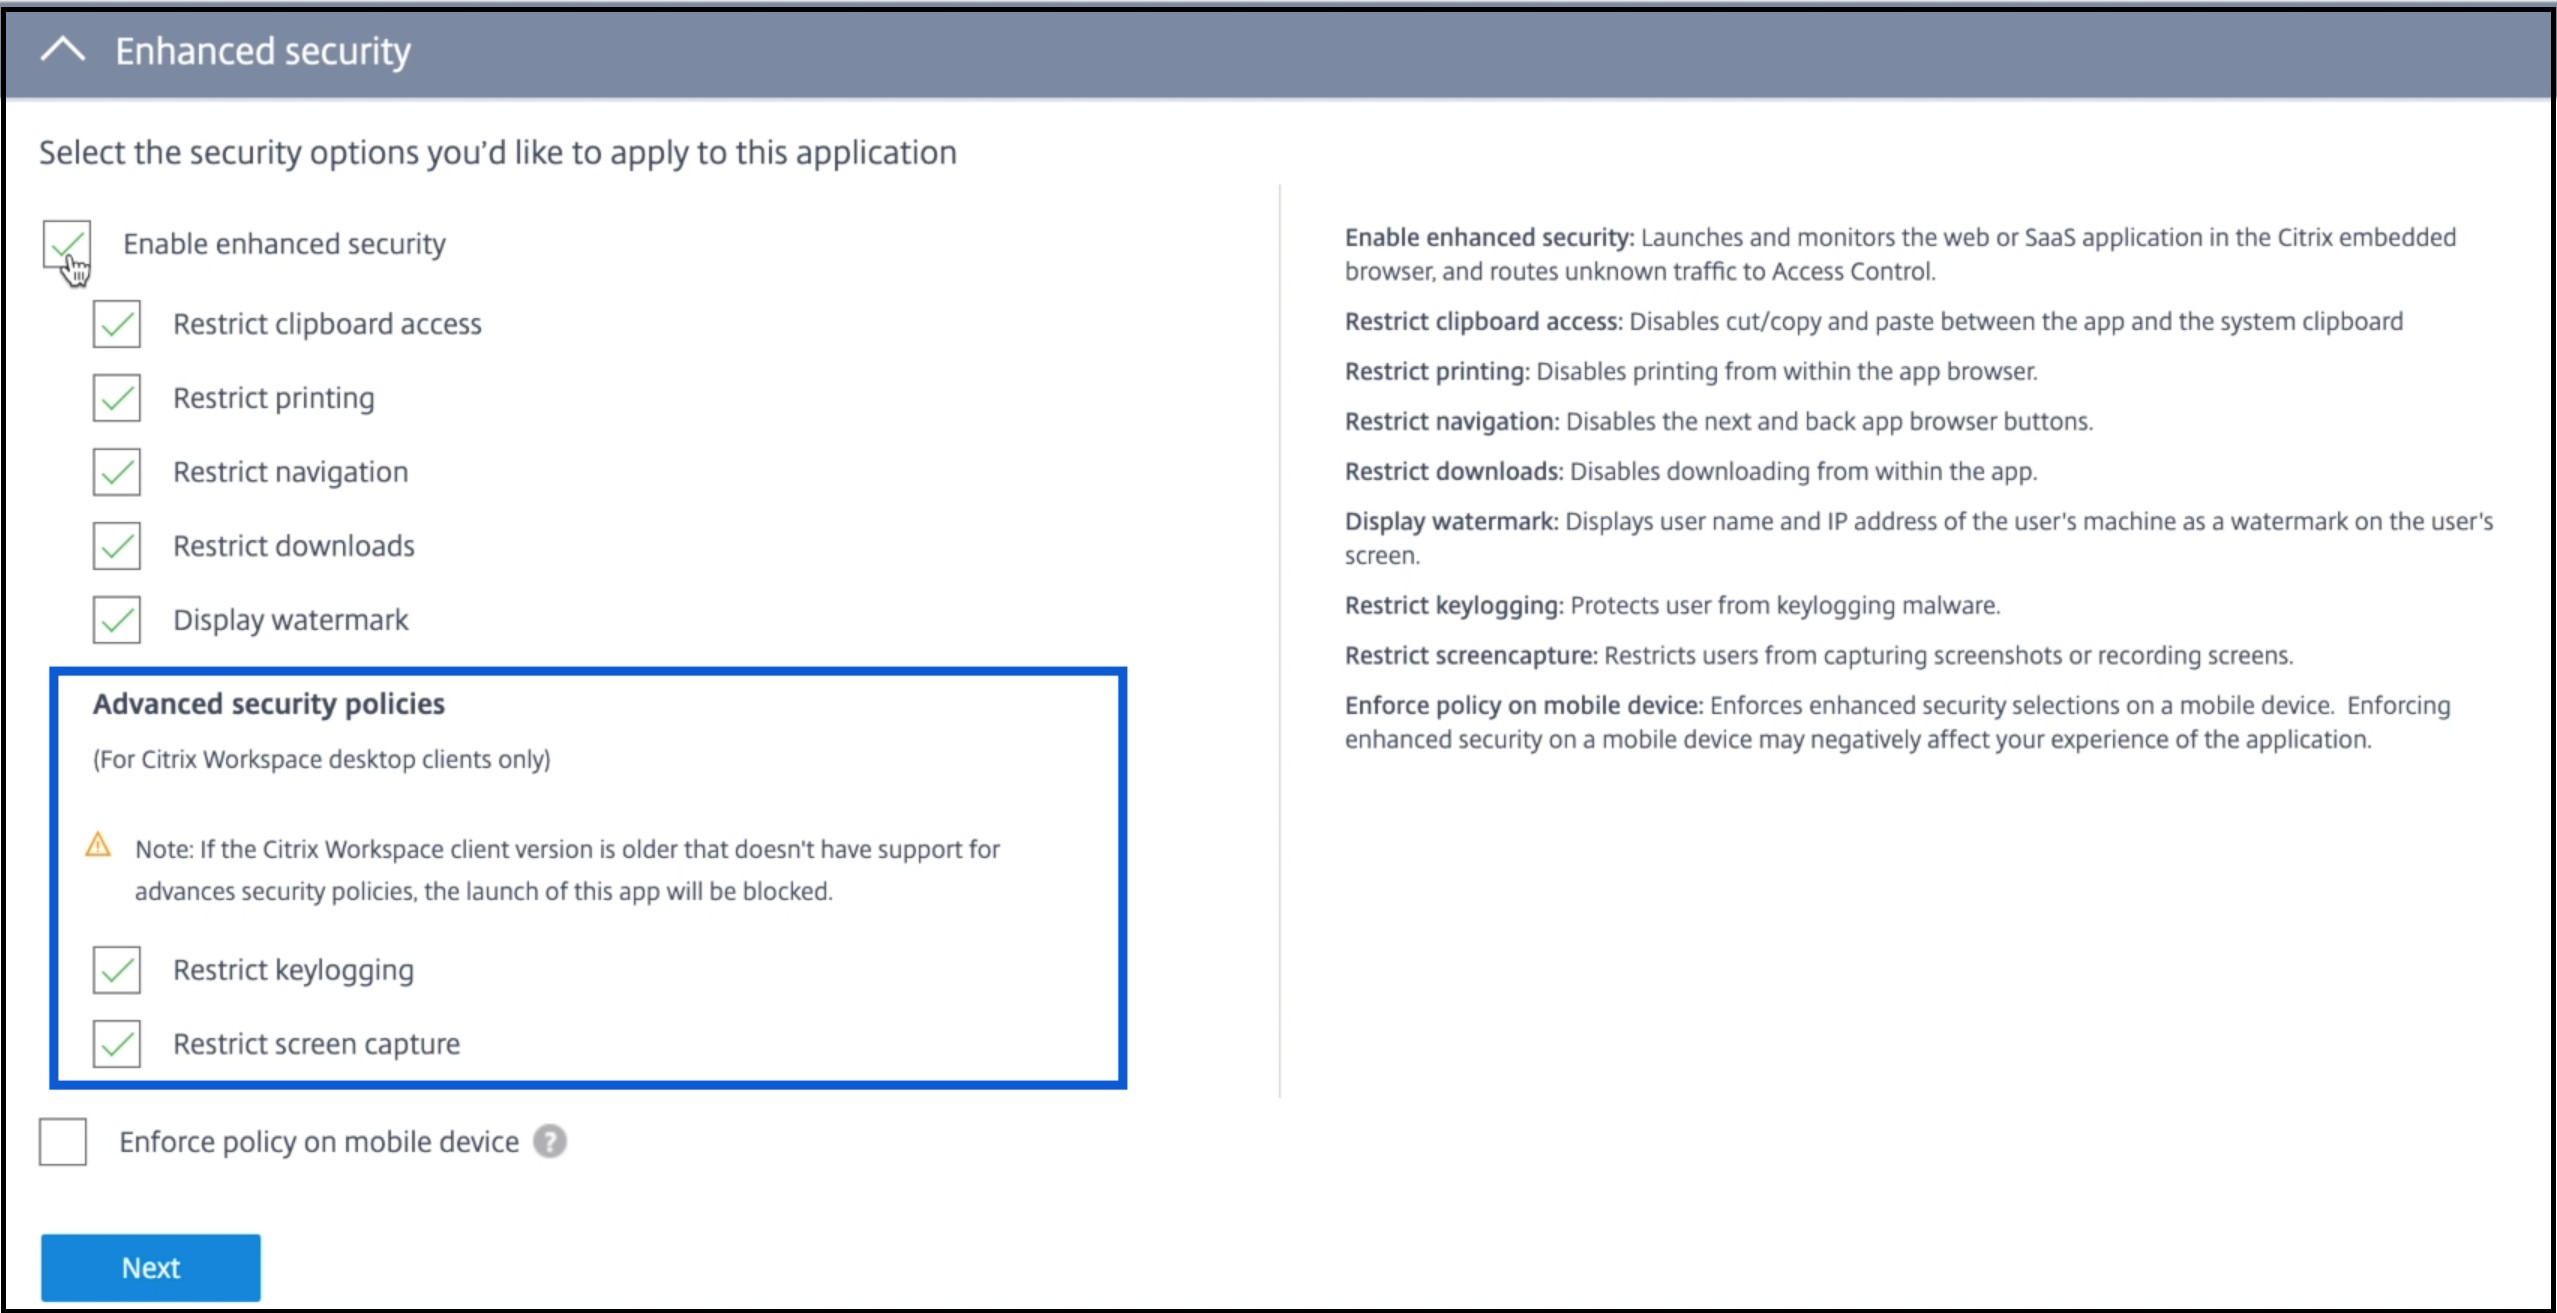 Enhanced security
Select the security options you'd like to apply to this application
Enable enhanced security
Restrict clipboard access
Restrict printing
Restrict navigation
Restrict downloads
Display watermark
Advanced security policies
(For Citrix Workspace desktop clients only)
Note: If the Citrix Workspace client version is older that doesn't have support for
advances security policies, the launch of this app will be blocked.
Restrict keylogging
Restrict screen capture
Enforce policy on mobile device ?
Next
Enable enhanced security: Launches and monitors the web or SaaS application in the Citrix embedded
browser, and routes unknown traffic to Access Control.
Restrict clipboard access: Disables cut/copy and paste between the app and the system clipboard
Restrict printing: Disables printing from within the app browser.
Restrict navigation: Disables the next and back app browser buttons.
Restrict downloads: Disables downloading from within the app.
Display watermark: Displays user name and IP address of the user's machine as a watermark on the user's
screen.
Restrict keylogging: Protects user from keylogging malware.
Restrict screencapture: Restricts users from capturing screenshots or recording screens.
Enforce policy on mobile device: Enforces enhanced security selections on a mobile device.  Enforcing
enhanced security on a mobile device may negatively affect your experience of the application.